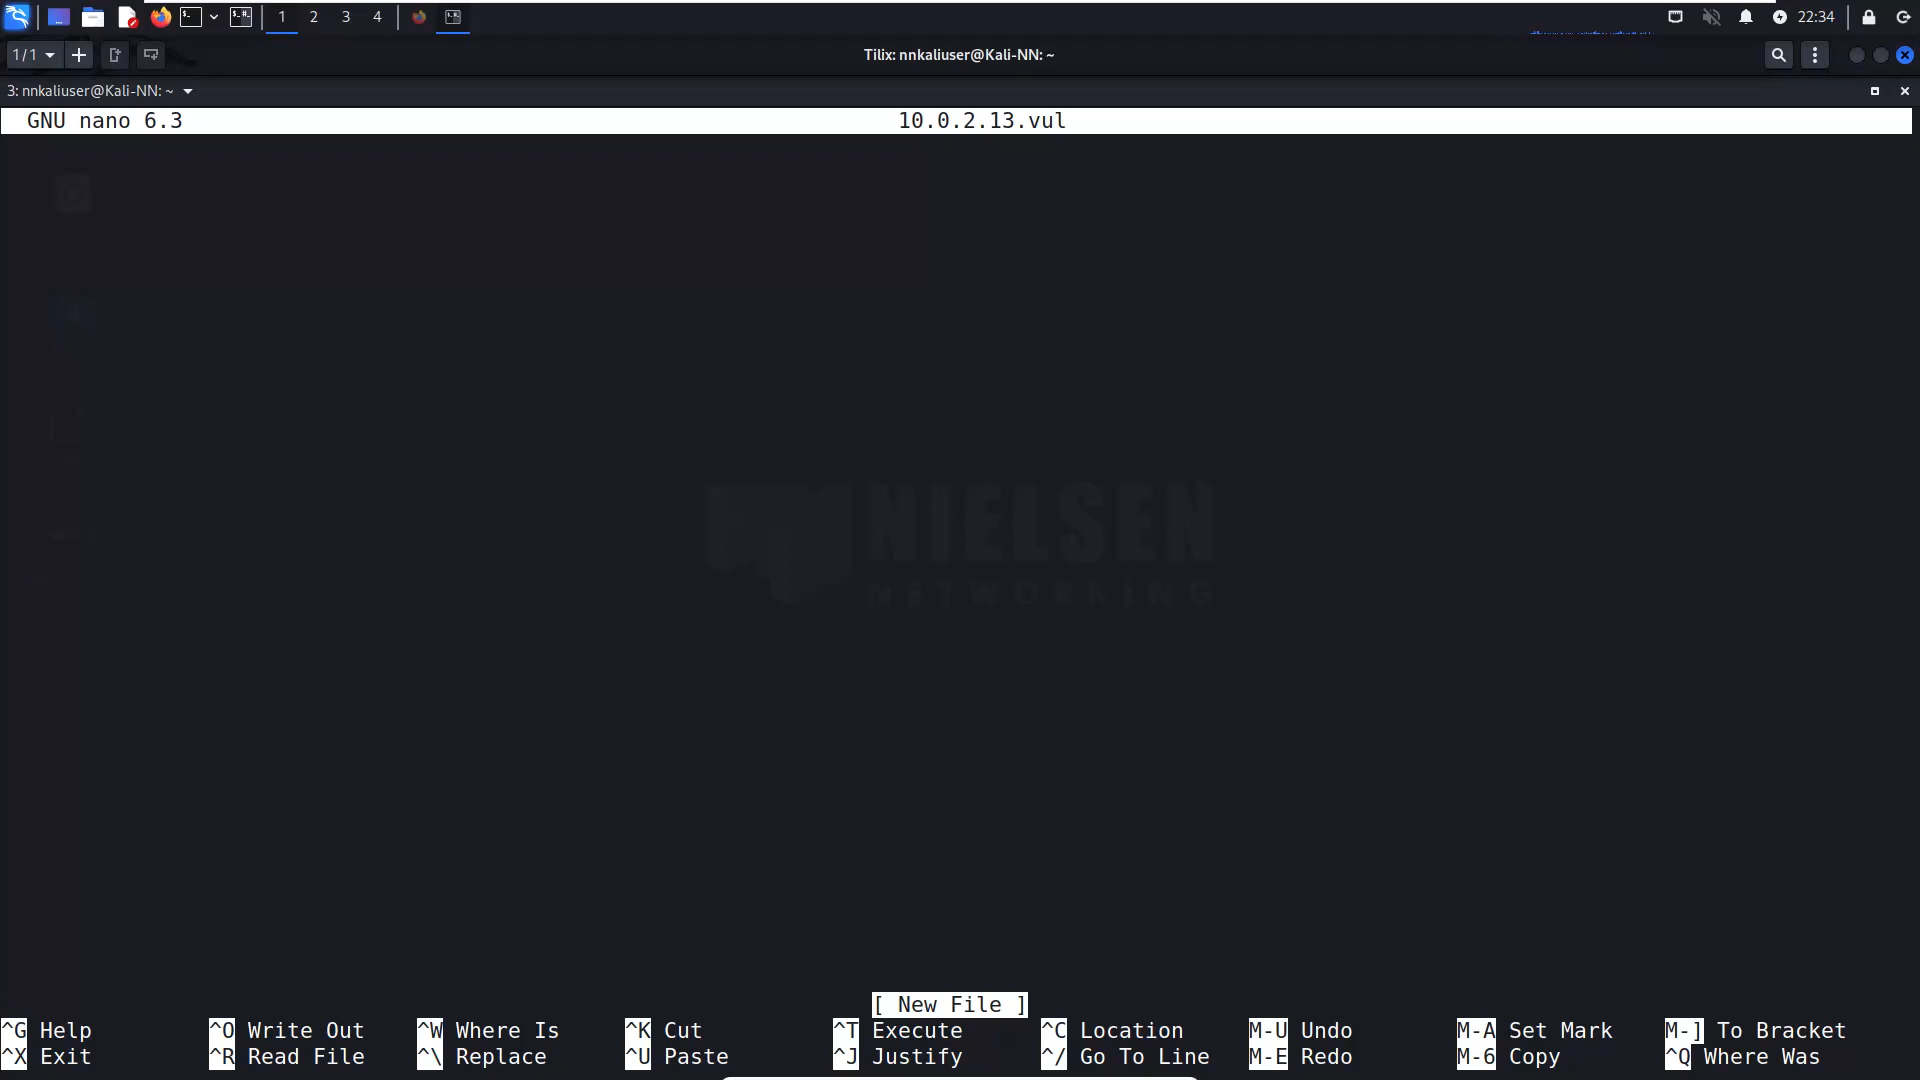 1 2 3 4 22:34
1/1 Tilix: nnkaliuser@Kali-NN: ~
3: nnkaliuser@Kali-NN: ~
GNU nano 6.3 10.0.2.13.vul
NIELSEN
NETWORKING
[ New File ]
^G Help ^O Write Out ^W Where Is ^K Cut ^T Execute ^C Location M-U Undo M-A Set Mark M-] To Bracket
^X Exit ^R Read File ^\ Replace ^U Paste ^J Justify ^/ Go To Line M-E Redo M-6 Copy ^Q Where Was